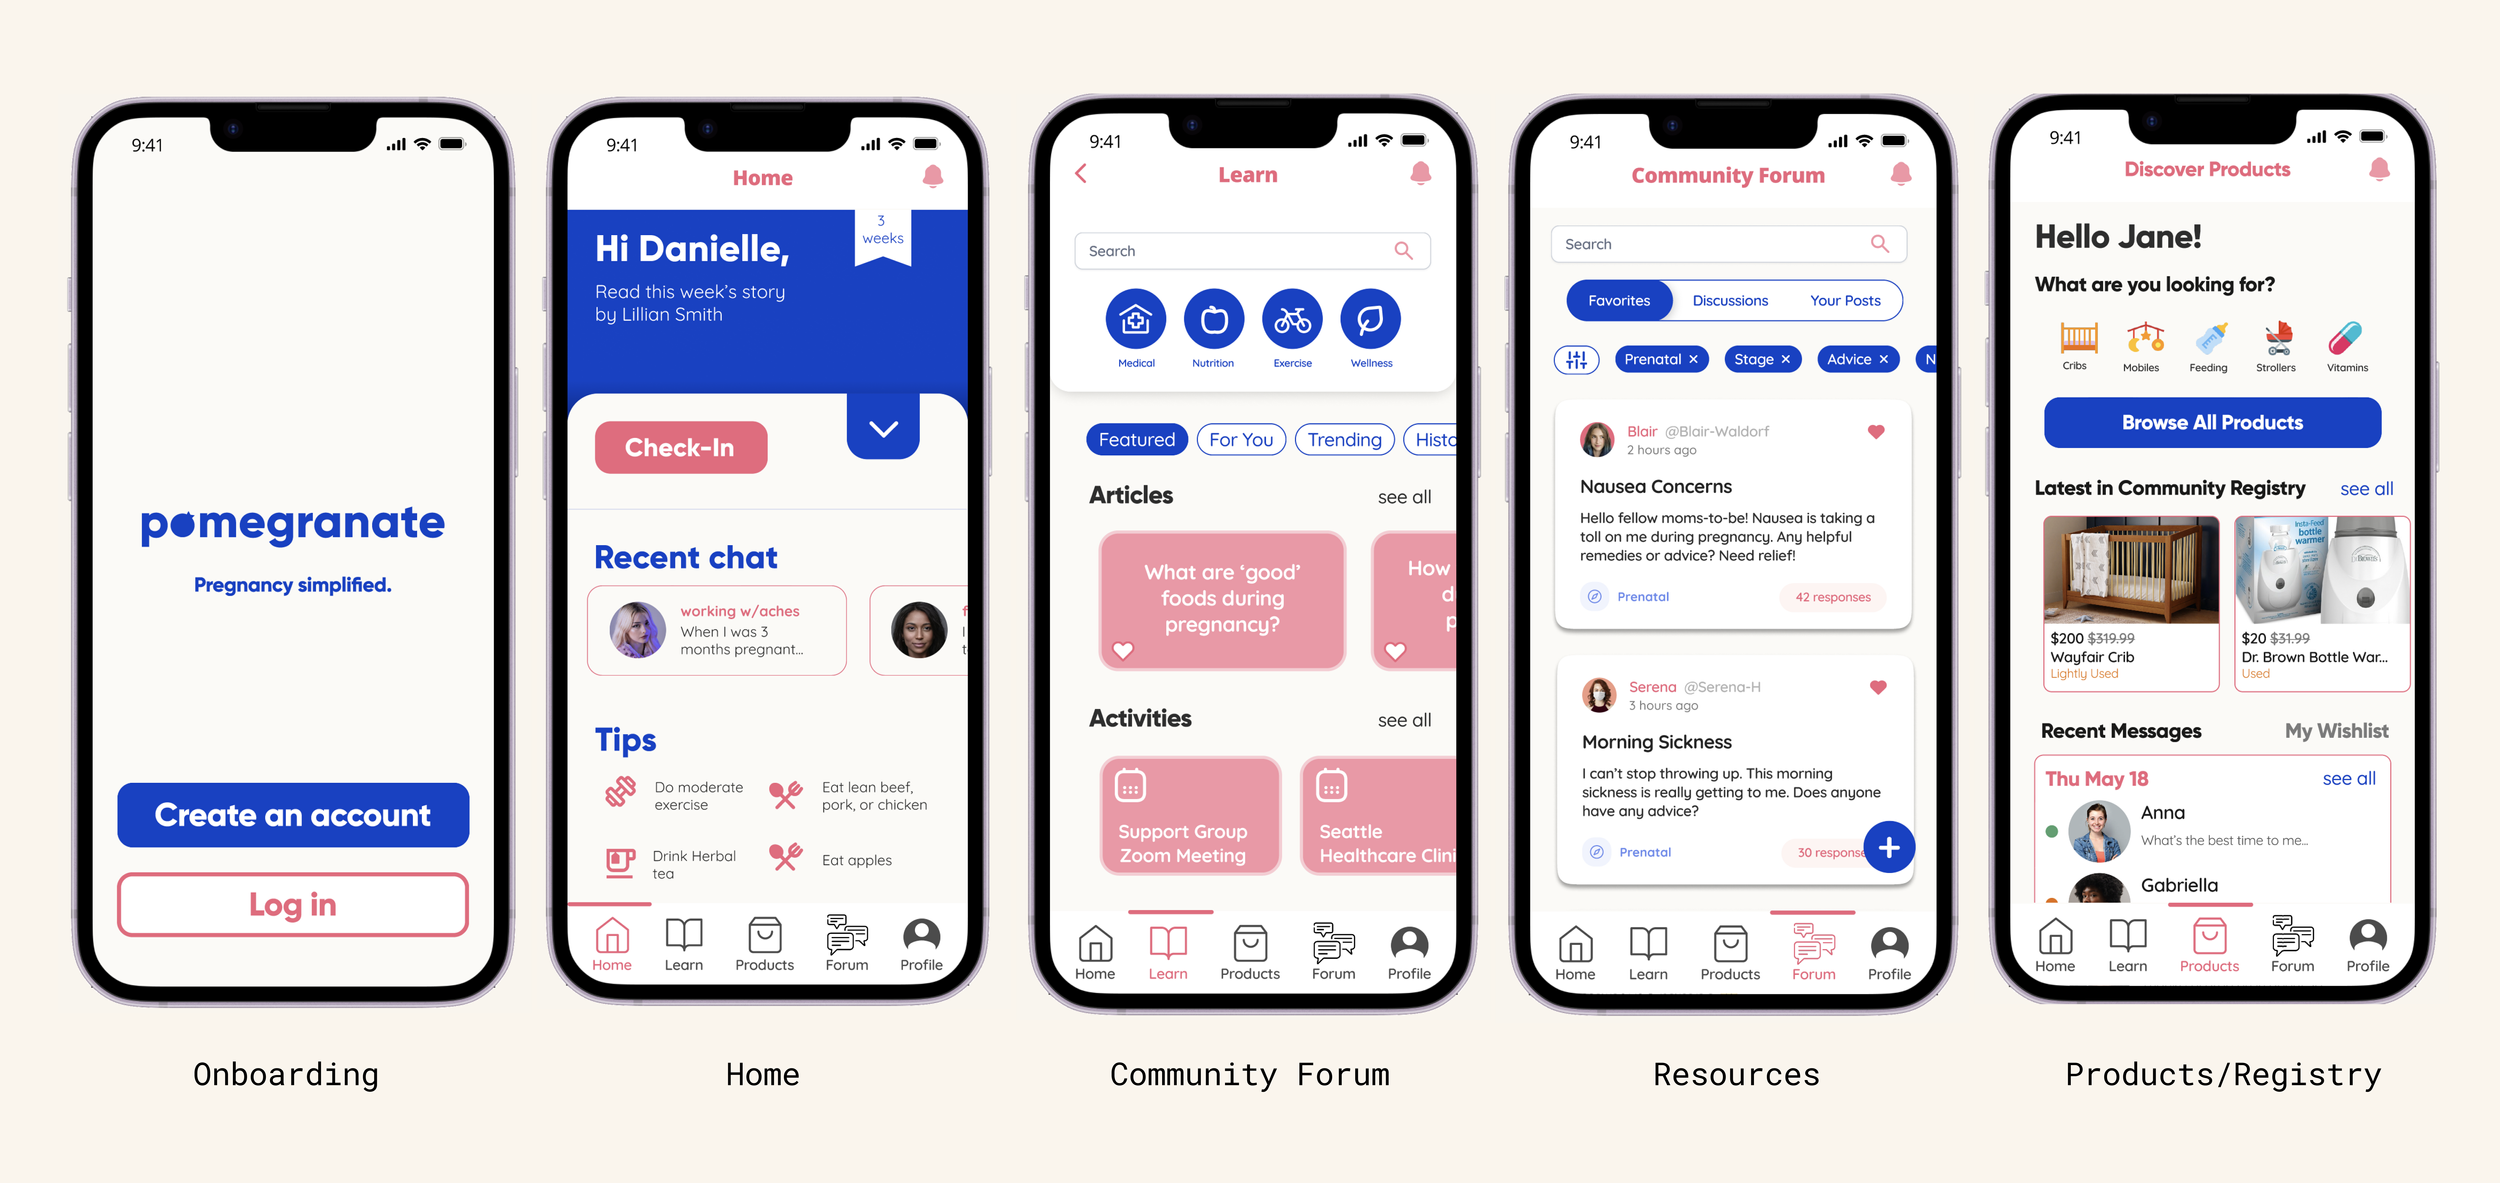 9:41
pomegranate
Pregnancy simplified.
Create an account
Log in
Onboarding
9:41
Home
3
weeks
Hi Danielle,
Read this week's story
by Lillian Smith
Check-In
Recent chat
working w/aches
When I was 3
months pregnant...
f
I
t
Tips
Do moderate
exercise
Eat lean beef,
pork, or chicken
Drink Herbal
tea
Eat apples
Home Learn Products Forum Profile
Home
9:41
Learn
Search
Medical Nutrition Exercise Wellness
Featured For You Trending Histo
Articles see all
What are 'good'
foods during
pregnancy?
How
d
p
Activities see all
Support Group
Zoom Meeting
Seattle
Healthcare Clini
Home Learn Products Forum Profile
Community Forum
9:41
Community Forum
Search
Favorites Discussions Your Posts
Prenatal × Stage × Advice × N
Blair @Blair-Waldorf
2 hours ago
Nausea Concerns
Hello fellow moms-to-be! Nausea is taking a
toll on me during pregnancy. Any helpful
remedies or advice? Need relief!
Prenatal 42 responses
Serena @Serena-H
3 hours ago
Morning Sickness
I can't stop throwing up. This morning
sickness is really getting to me. Does anyone
have any advice?
Prenatal 30 response
Home Learn Products Forum Profile
Resources
9:41
Discover Products
Hello Jane!
What are you looking for?
Cribs Mobiles Feeding Strollers Vitamins
Browse All Products
Latest in Community Registry see all
Insta-Feed
bottle
warmer
$200 $319.99
Wayfair Crib
Lightly Used
$20 $31.99
Dr. Brown Bottle War...
Used
Recent Messages My Wishlist
Thu May 18 see all
Anna
What's the best time to me...
Gabriella
Home Learn Products Forum Profile
Products/Registry